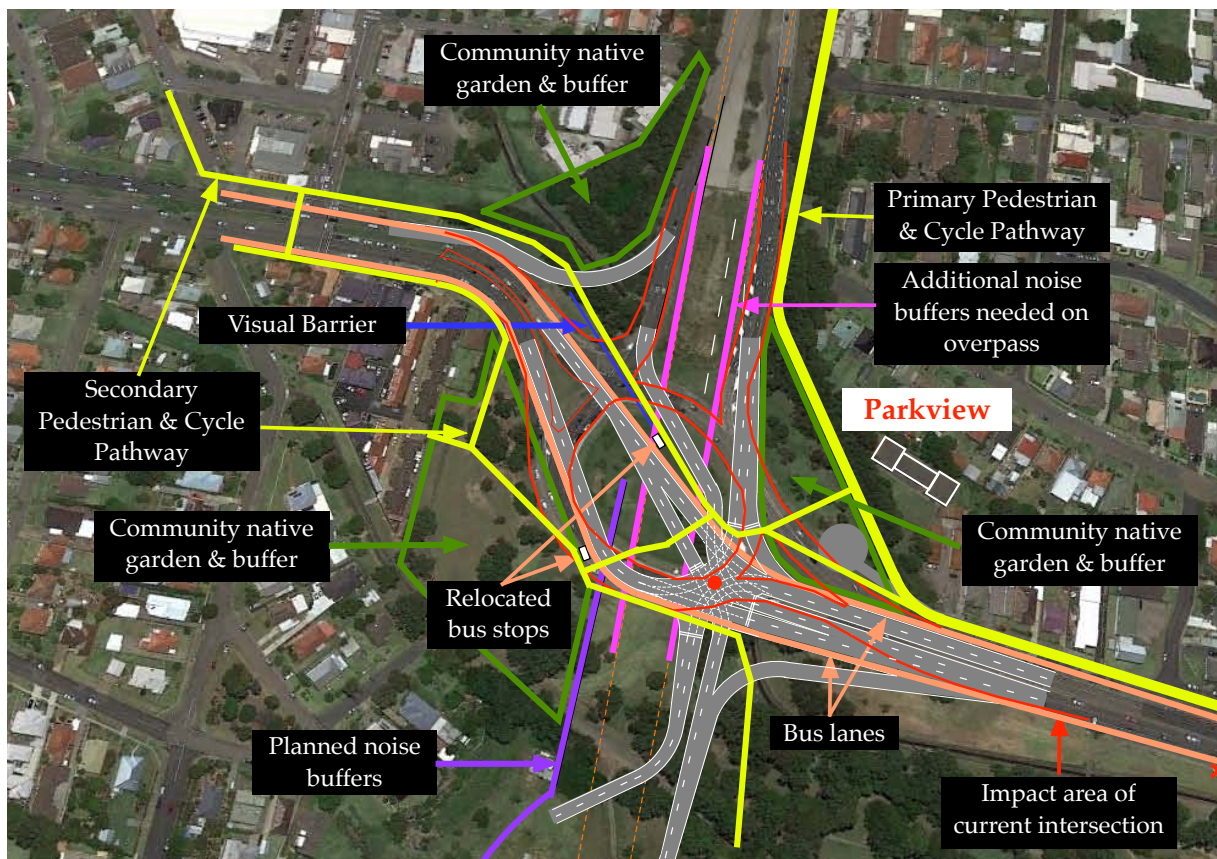 Community native
garden & buffer
Primary Pedestrian
& Cycle Pathway
Additional noise
buffers needed on
overpass
Visual Barrier
Secondary
Pedestrian & Cycle
Pathway
Parkview
Community native
garden & buffer
Community native
garden & buffer
Relocated
bus stops
Bus lanes
Planned noise
buffers
Impact area of
current intersection